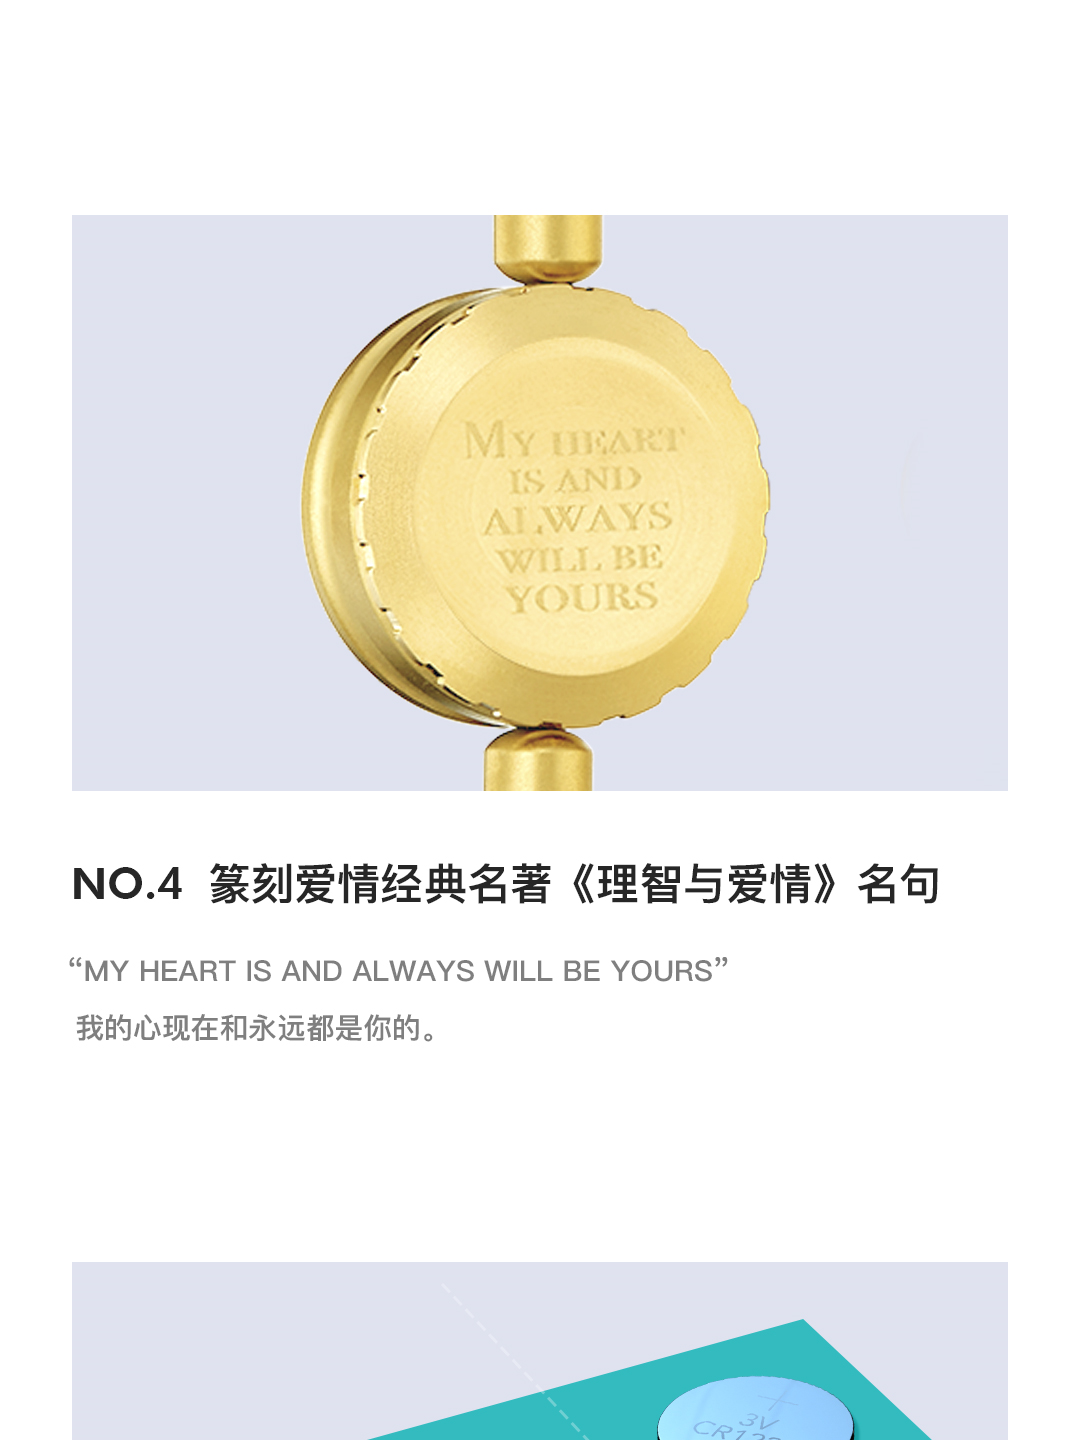 MY HEART
IS AND
ALWAYS
WILL BE
YOURS
NO.4 篆刻爱情经典名著《理智与爱情》名句
“MY HEART IS AND ALWAYS WILL BE YOURS”
我的心现在和永远都是你的。
3V